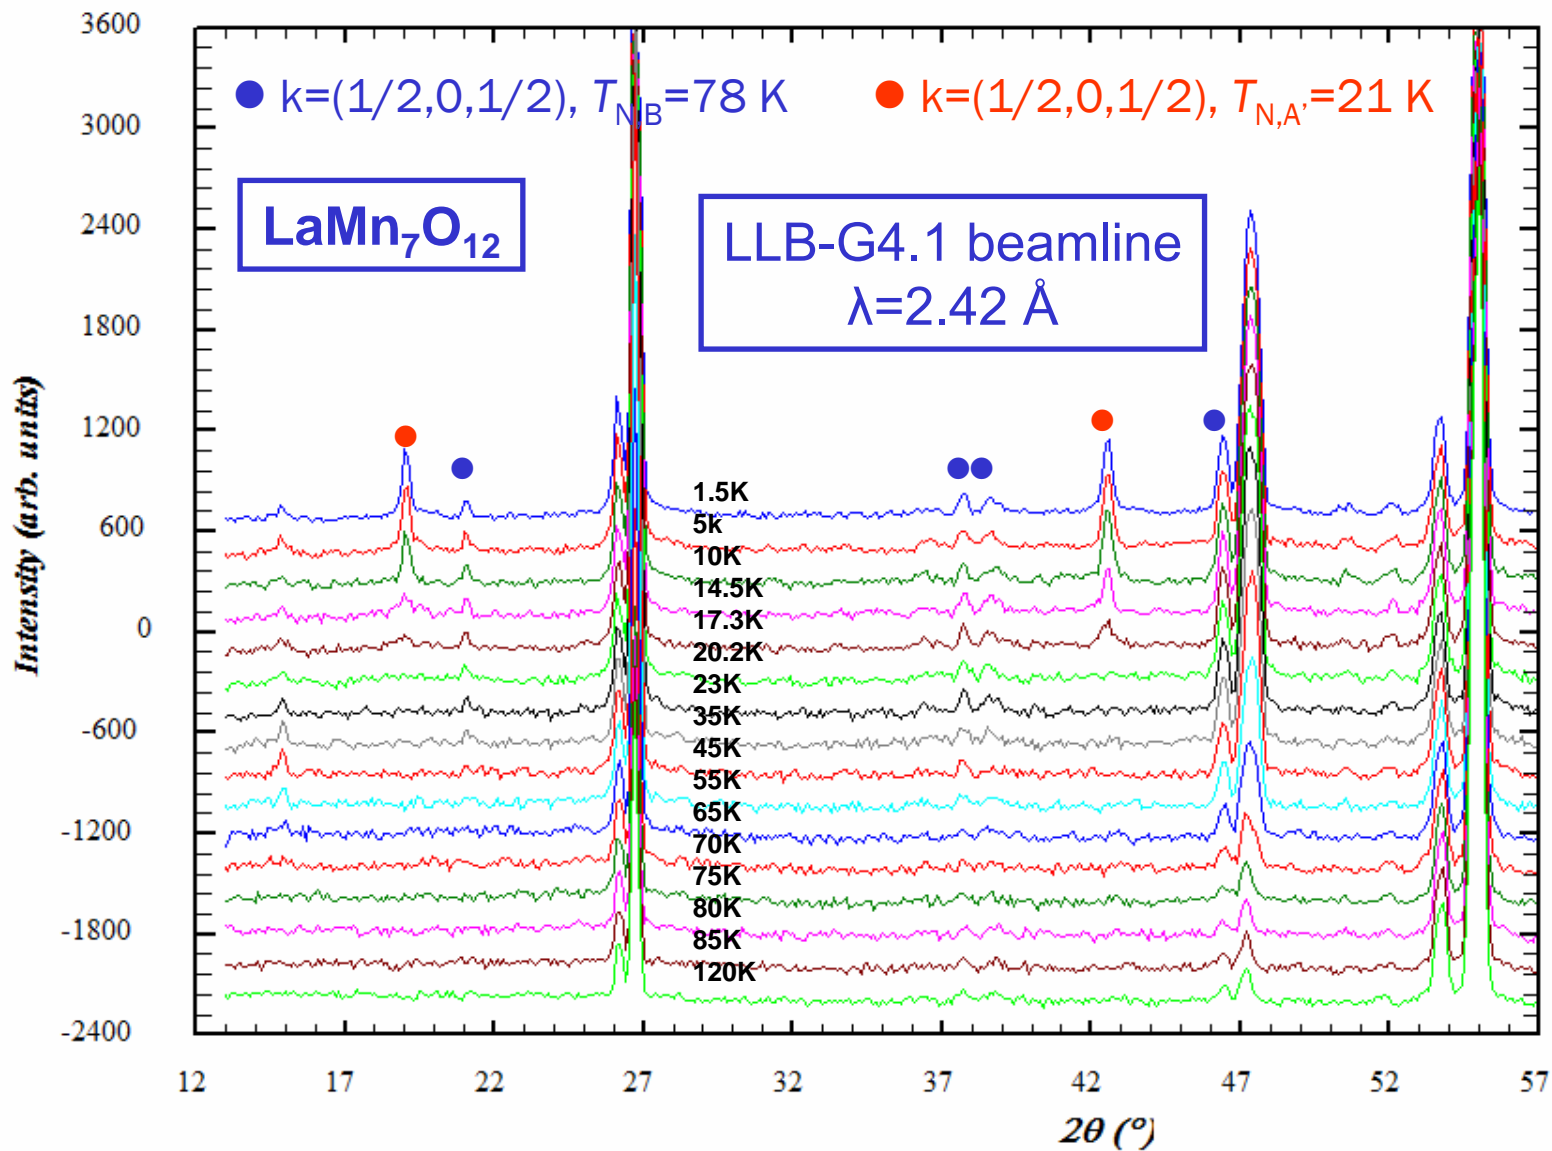 3600
3000
2400
1800
1200
600
0
-600
-1200
-1800
-2400
Intensity (arb. units)
k=(1/2,0,1/2), T_N,B=78 K
k=(1/2,0,1/2), T_N,A'=21 K
LaMn₇O₁₂
LLB-G4.1 beamline
λ=2.42 Å
1.5K
5k
10K
14.5K
17.3K
20.2K
23K
35K
45K
55K
65K
70K
75K
80K
85K
120K
12 17 22 27 32 37 42 47 52 57
2θ (°)